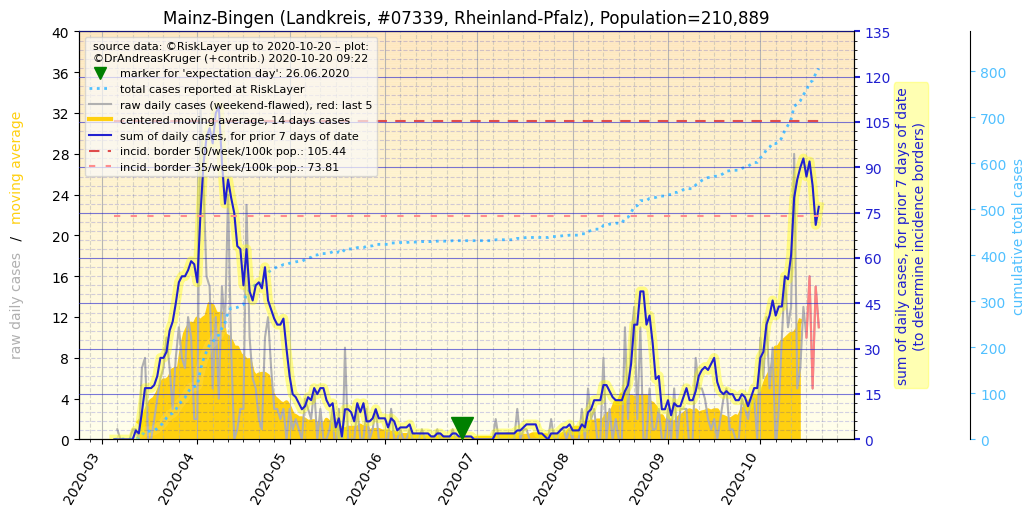 Mainz-Bingen (Landkreis, #07339, Rheinland-Pfalz), Population=210,889
source data: ©RiskLayer up to 2020-10-20 – plot:
©DrAndreasKruger (+contrib.) 2020-10-20 09:22
marker for 'expectation day': 26.06.2020
total cases reported at RiskLayer
raw daily cases (weekend-flawed), red: last 5
centered moving average, 14 days cases
sum of daily cases, for prior 7 days of date
incid. border 50/week/100k pop.: 105.44
incid. border 35/week/100k pop.: 73.81
raw daily cases / moving average
40
36
32
28
24
20
16
12
8
4
0
2020-03
2020-04
2020-05
2020-06
2020-07
2020-08
2020-09
2020-10
135
120
105
90
75
60
45
30
15
0
sum of daily cases, for prior 7 days of date
(to determine incidence borders)
800
700
600
500
400
300
200
100
0
cumulative total cases